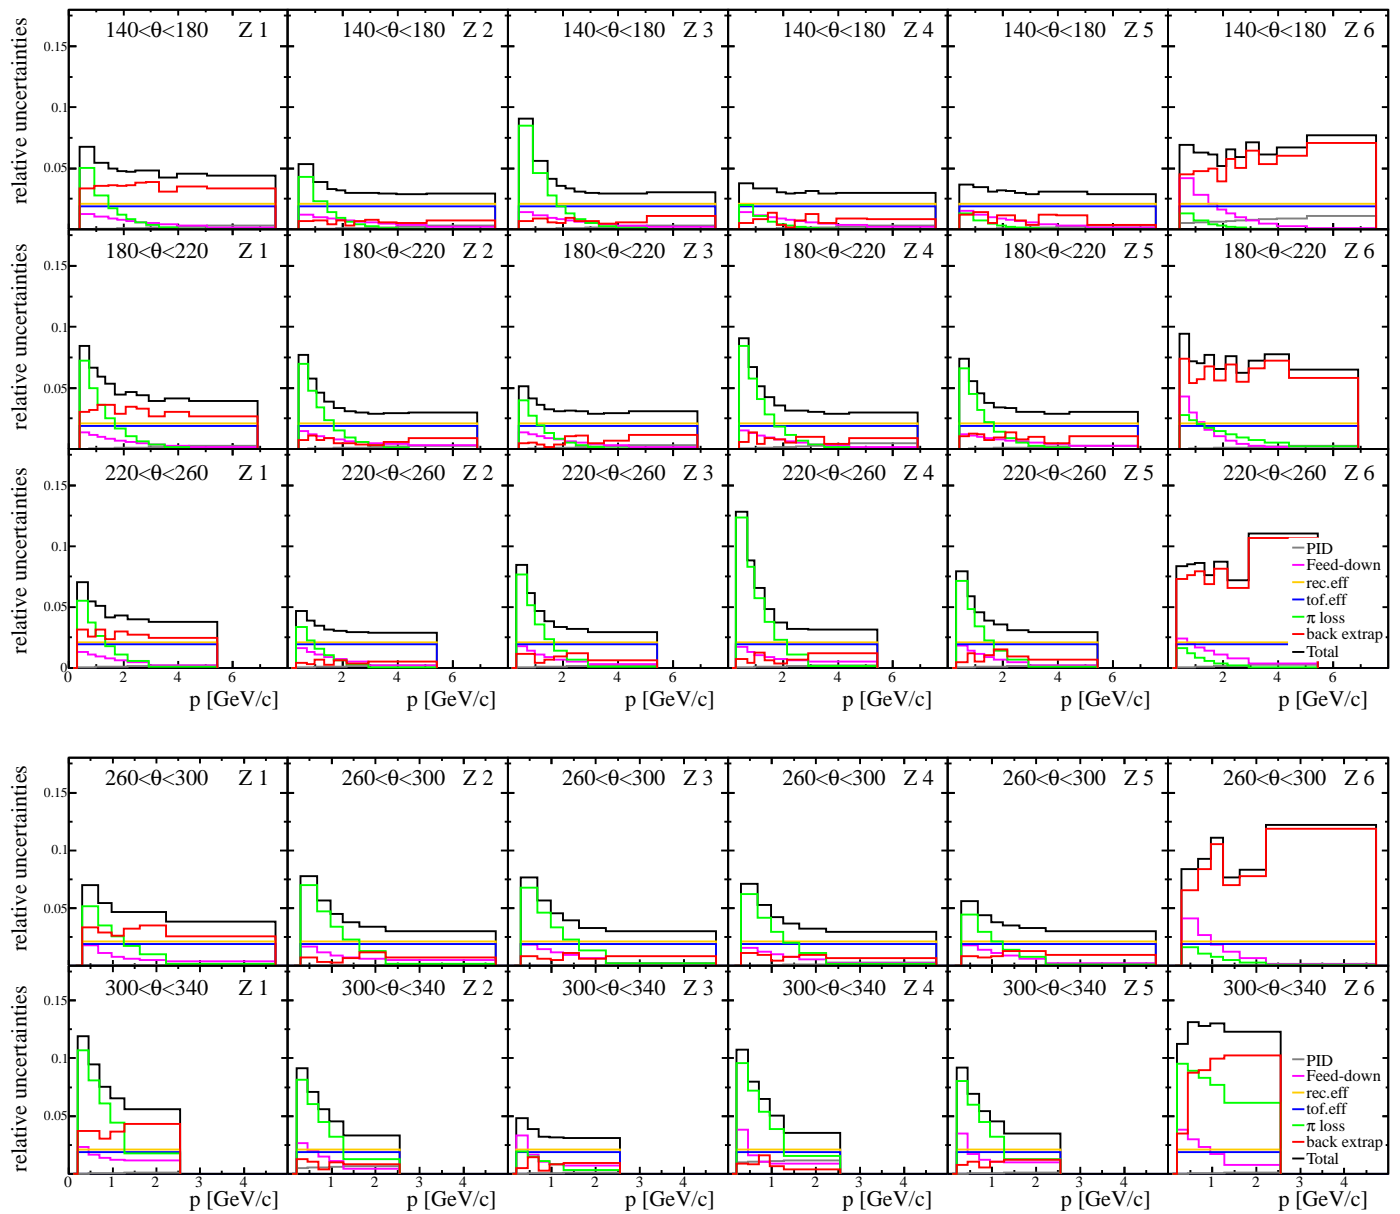 relative uncertainties
0.15
0.1
0.05
0
140<θ<180 Z 1
140<θ<180 Z 2
140<θ<180 Z 3
140<θ<180 Z 4
140<θ<180 Z 5
140<θ<180 Z 6
relative uncertainties
0.15
0.1
0.05
180<θ<220 Z 1
180<θ<220 Z 2
180<θ<220 Z 3
180<θ<220 Z 4
180<θ<220 Z 5
180<θ<220 Z 6
relative uncertainties
0.15
0.1
0.05
0
220<θ<260 Z 1
220<θ<260 Z 2
220<θ<260 Z 3
220<θ<260 Z 4
220<θ<260 Z 5
220<θ<260 Z 6
PID
Feed-down
rec.eff
tof.eff
π loss
back extrap.
Total
0 2 4 6
2 4 6
2 4 6
2 4 6
2 4 6
2 4 6
p [GeV/c]
p [GeV/c]
p [GeV/c]
p [GeV/c]
p [GeV/c]
p [GeV/c]
relative uncertainties
0.15
0.1
0.05
260<θ<300 Z 1
260<θ<300 Z 2
260<θ<300 Z 3
260<θ<300 Z 4
260<θ<300 Z 5
260<θ<300 Z 6
relative uncertainties
0.15
0.1
0.05
300<θ<340 Z 1
300<θ<340 Z 2
300<θ<340 Z 3
300<θ<340 Z 4
300<θ<340 Z 5
300<θ<340 Z 6
PID
Feed-down
rec.eff
tof.eff
π loss
back extrap.
Total
0 1 2 3 4
1 2 3 4
1 2 3 4
1 2 3 4
1 2 3 4
1 2 3 4
p [GeV/c]
p [GeV/c]
p [GeV/c]
p [GeV/c]
p [GeV/c]
p [GeV/c]